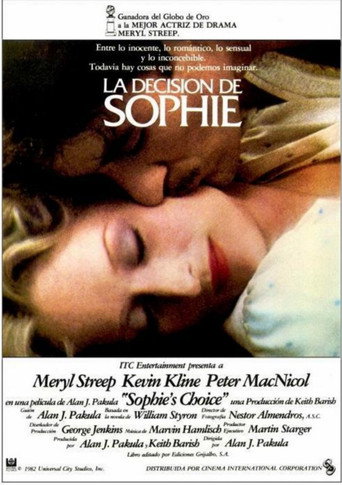 Ganadora del Globo de Oro
a la MEJOR ACTRIZ DE DRAMA
MERYL STREEP.
Entre lo inocente, lo romántico, lo sensual
y lo inconcebible.
Todavía hay cosas que no podemos imaginar.
LA DECISION DE
SOPHIE
ITC Entertainment presenta a
Meryl Streep Kevin Kline Peter MacNicol
en una película de Alan J. Pakula "Sophie's Choice" una Producción de Keith Barish
Guión de Alan J. Pakula Basada en la novela de William Styron Director de Fotografía Nestor Almendros, A.S.C.
Diseñador de Producción George Jenkins Música de Marvin Hamlisch Productor Ejecutivo Martin Starger
Producida por Alan J. Pakula y Keith Barish Dirigida por Alan J. Pakula
Libro editado por Ediciones Grijalbo, S.A.
© 1982 Universal City Studios, Inc. DISTRIBUIDA POR CINEMA INTERNATIONAL CORPORATION